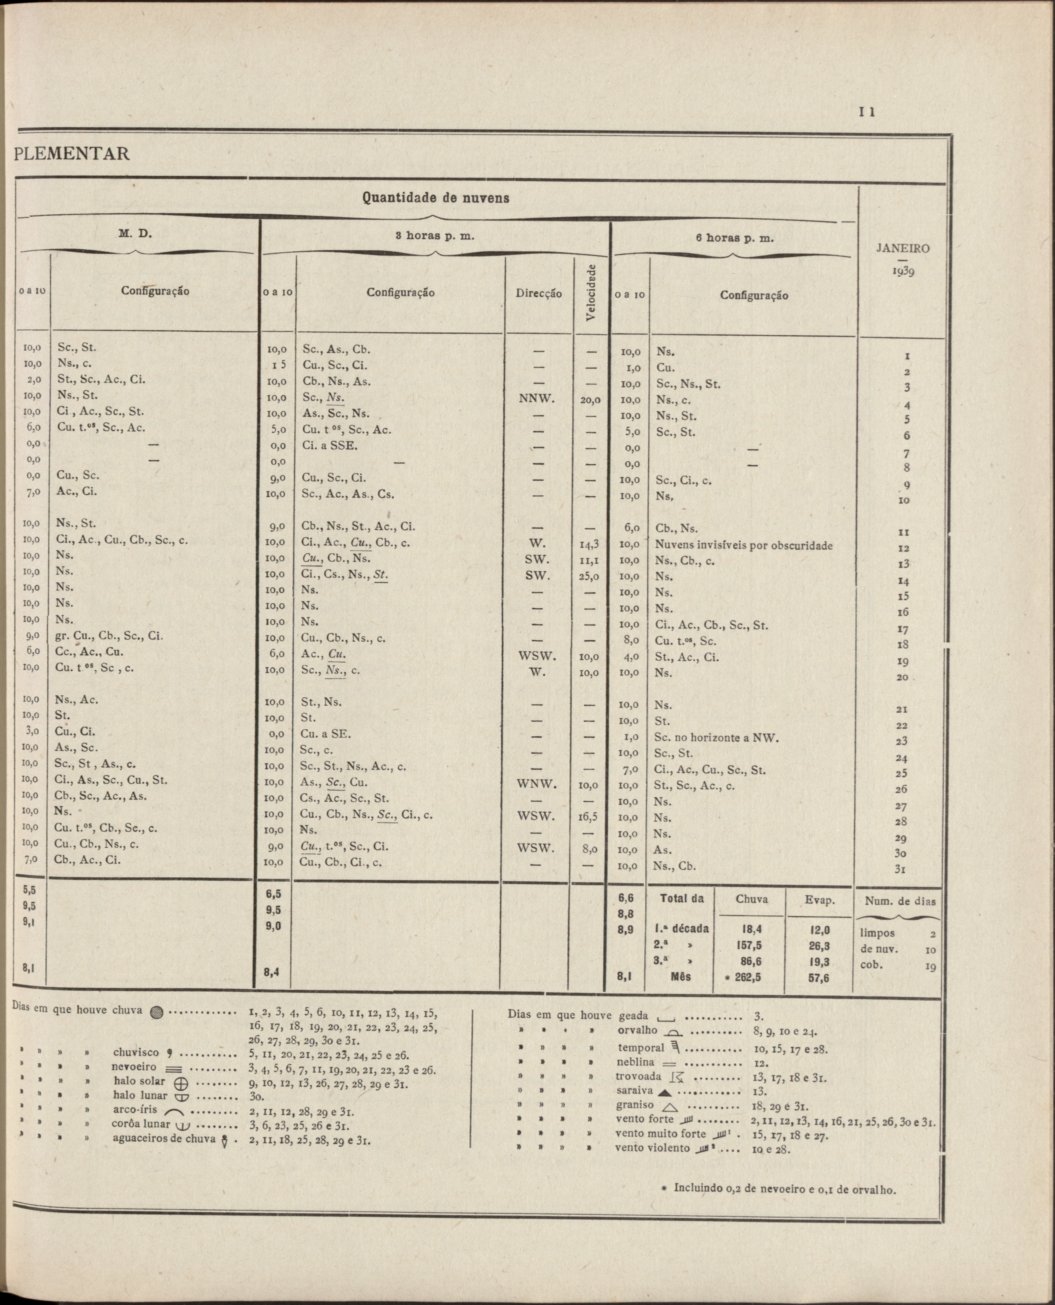 11
PLEMENTAR
Quantidade de nuvens
M. D.
3 horas p. m.
6 horas p. m.
JANEIRO
—
1939
0 a 10 Configuração 0 a 10 Configuração Direcção Velocidade 0 a 10 Configuração
10,0 Sc., St. 10,0 Sc., As., Cb. — — 10,0 Ns. 1
10,0 Ns., c. 1 5 Cu., Sc., Ci. — — 1,0 Cu. 2
2,0 St., Sc., Ac., Ci. 10,0 Cb., Ns., As. — — 10,0 Sc., Ns., St. 3
10,0 Ns., St. 10,0 Sc., Ns. NNW. 20,0 10,0 Ns., c. 4
10,0 Ci , Ac., Sc., St. 10,0 As., Sc., Ns. — — 10,0 Ns., St. 5
6,0 Cu. t.os, Sc., Ac. 5,0 Cu. t os, Sc., Ac. — — 5,0 Sc., St. 6
0,0 — 0,0 Ci. a SSE. — — 0,0 — 7
0,0 — 0,0 — — — 0,0 — 8
0,0 Cu., Sc. 9,0 Cu., Sc., Ci. — — 10,0 Sc., Ci., c. 9
7,0 Ac., Ci. 10,0 Sc., Ac., As., Cs. — — 10,0 Ns. 10
10,0 Ns., St. 9,0 Cb., Ns., St., Ac., Ci. — — 6,0 Cb., Ns. 11
10,0 Ci., Ac , Cu., Cb., Sc., c. 10,0 Ci., Ac., Cu., Cb., c. W. 14,3 10,0 Nuvens invisíveis por obscuridade 12
10,0 Ns. 10,0 Cu., Cb., Ns. SW. 11,1 10,0 Ns., Cb., c. 13
10,0 Ns. 10,0 Ci., Cs., Ns., St. SW. 25,0 10,0 Ns. 14
10,0 Ns. 10,0 Ns. — — 10,0 Ns. 15
10,0 Ns. 10,0 Ns. — — 10,0 Ns. 16
10,0 Ns. 10,0 Ns. — — 10,0 Ci., Ac., Cb., Sc., St. 17
9,0 gr. Cu., Cb., Sc., Ci. 10,0 Cu., Cb., Ns., c. — — 8,0 Cu. t.os, Sc. 18
6,0 Cc., Ac., Cu. 6,0 Ac., Cu. WSW. 10,0 4,0 St., Ac., Ci. 19
10,0 Cu. t os, Sc , c. 10,0 Sc., Ns., c. W. 10,0 10,0 Ns. 20
10,0 Ns., Ac. 10,0 St., Ns. — — 10,0 Ns. 21
10,0 St. 10,0 St. — — 10,0 St. 22
3,0 Cu., Ci. 0,0 Cu. a SE. — — 1,0 Sc. no horizonte a NW. 23
10,0 As., Sc. 10,0 Sc., c. — — 10,0 Sc., St. 24
10,0 Sc., St , As., c. 10,0 Sc., St., Ns., Ac., c. — — 7,0 Ci., Ac., Cu., Sc., St. 25
10,0 Ci., As., Sc., Cu., St. 10,0 As., Sc., Cu. WNW. 10,0 10,0 St., Sc., Ac., c. 26
10,0 Cb., Sc., Ac., As. 10,0 Cs., Ac., Sc., St. — — 10,0 Ns. 27
10,0 Ns. 10,0 Cu., Cb., Ns., Sc., Ci., c. WSW. 16,5 10,0 Ns. 28
10,0 Cu. t.os, Cb., Sc., c. 10,0 Ns. — — 10,0 Ns. 29
10,0 Cu., Cb., Ns., c. 9,0 Cu., t.os, Sc., Ci. WSW. 8,0 10,0 As. 30
7,0 Cb., Ac., Ci. 10,0 Cu., Cb., Ci., c. — — 10,0 Ns., Cb. 31
5,5 6,5 6,6 Total da Chuva Evap. Num. de dias
9,5 9,5 8,8
9,1 9,0 8,9 1.ª década 18,4 12,0 limpos 2
2.ª » 157,5 26,3 de nuv. 10
3.ª » 86,6 19,3 cob. 19
8,1 8,4 8,1 Mês * 262,5 57,6
Dias em que houve chuva ............ 1, 2, 3, 4, 5, 6, 10, 11, 12, 13, 14, 15,
16, 17, 18, 19, 20, 21, 22, 23, 24, 25,
26, 27, 28, 29, 30 e 31.
» » » » chuvisco ........... 5, 11, 20, 21, 22, 23, 24, 25 e 26.
» » » » nevoeiro ......... 3, 4, 5, 6, 7, 11, 19, 20, 21, 22, 23 e 26.
» » » » halo solar ....... 9, 10, 12, 13, 26, 27, 28, 29 e 31.
» » » » halo lunar ....... 30.
» » » » arco-íris ......... 2, 11, 12, 28, 29 e 31.
» » » » corôa lunar ....... 3, 6, 23, 25, 26 e 31.
» » » » aguaceiros de chuva . 2, 11, 18, 25, 28, 29 e 31.
Dias em que houve geada ........... 3.
» » » » orvalho .......... 8, 9, 10 e 24.
» » » » temporal ........... 10, 15, 17 e 28.
» » » » neblina ........... 12.
» » » » trovoada ......... 13, 17, 18 e 31.
» » » » saraiva ........... 13.
» » » » graniso .......... 18, 29 e 31.
» » » » vento forte ........ 2, 11, 12, 13, 14, 16, 21, 25, 26, 30 e 31.
» » » » vento muito forte . 15, 17, 18 e 27.
» » » » vento violento .... 10 e 28.
* Incluindo 0,2 de nevoeiro e 0,1 de orvalho.